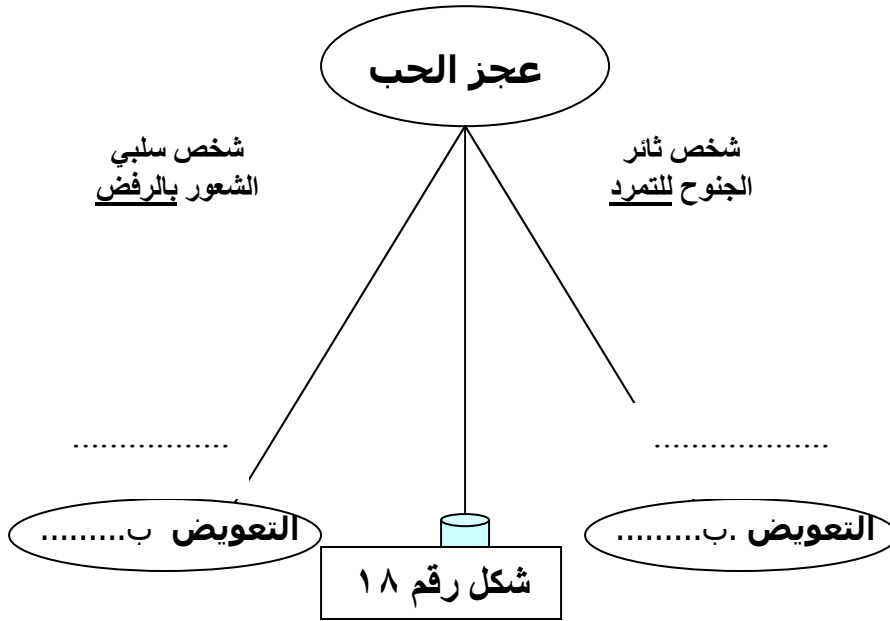 عجز الحب
شخص ثائر
الجنوح للتمرد
شخص سلبي
الشعور بالرفض
...................
.................
التعويض .ب.........
التعويض ب.........
شكل رقم ١٨